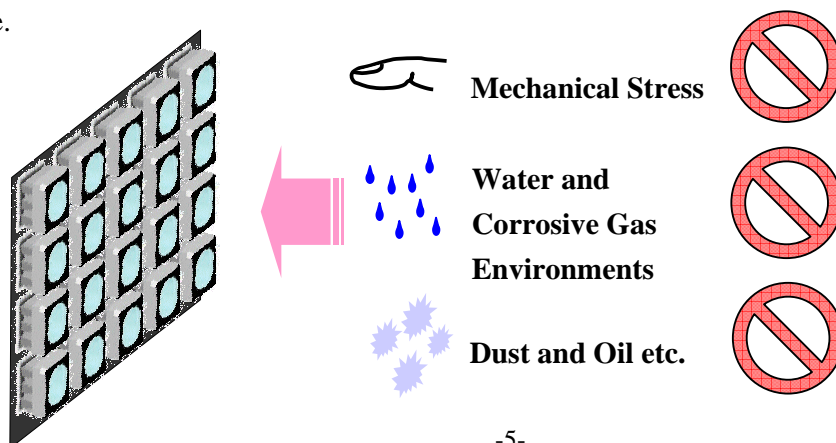 e.
Mechanical Stress
Water and
Corrosive Gas
Environments
Dust and Oil etc.
-5-